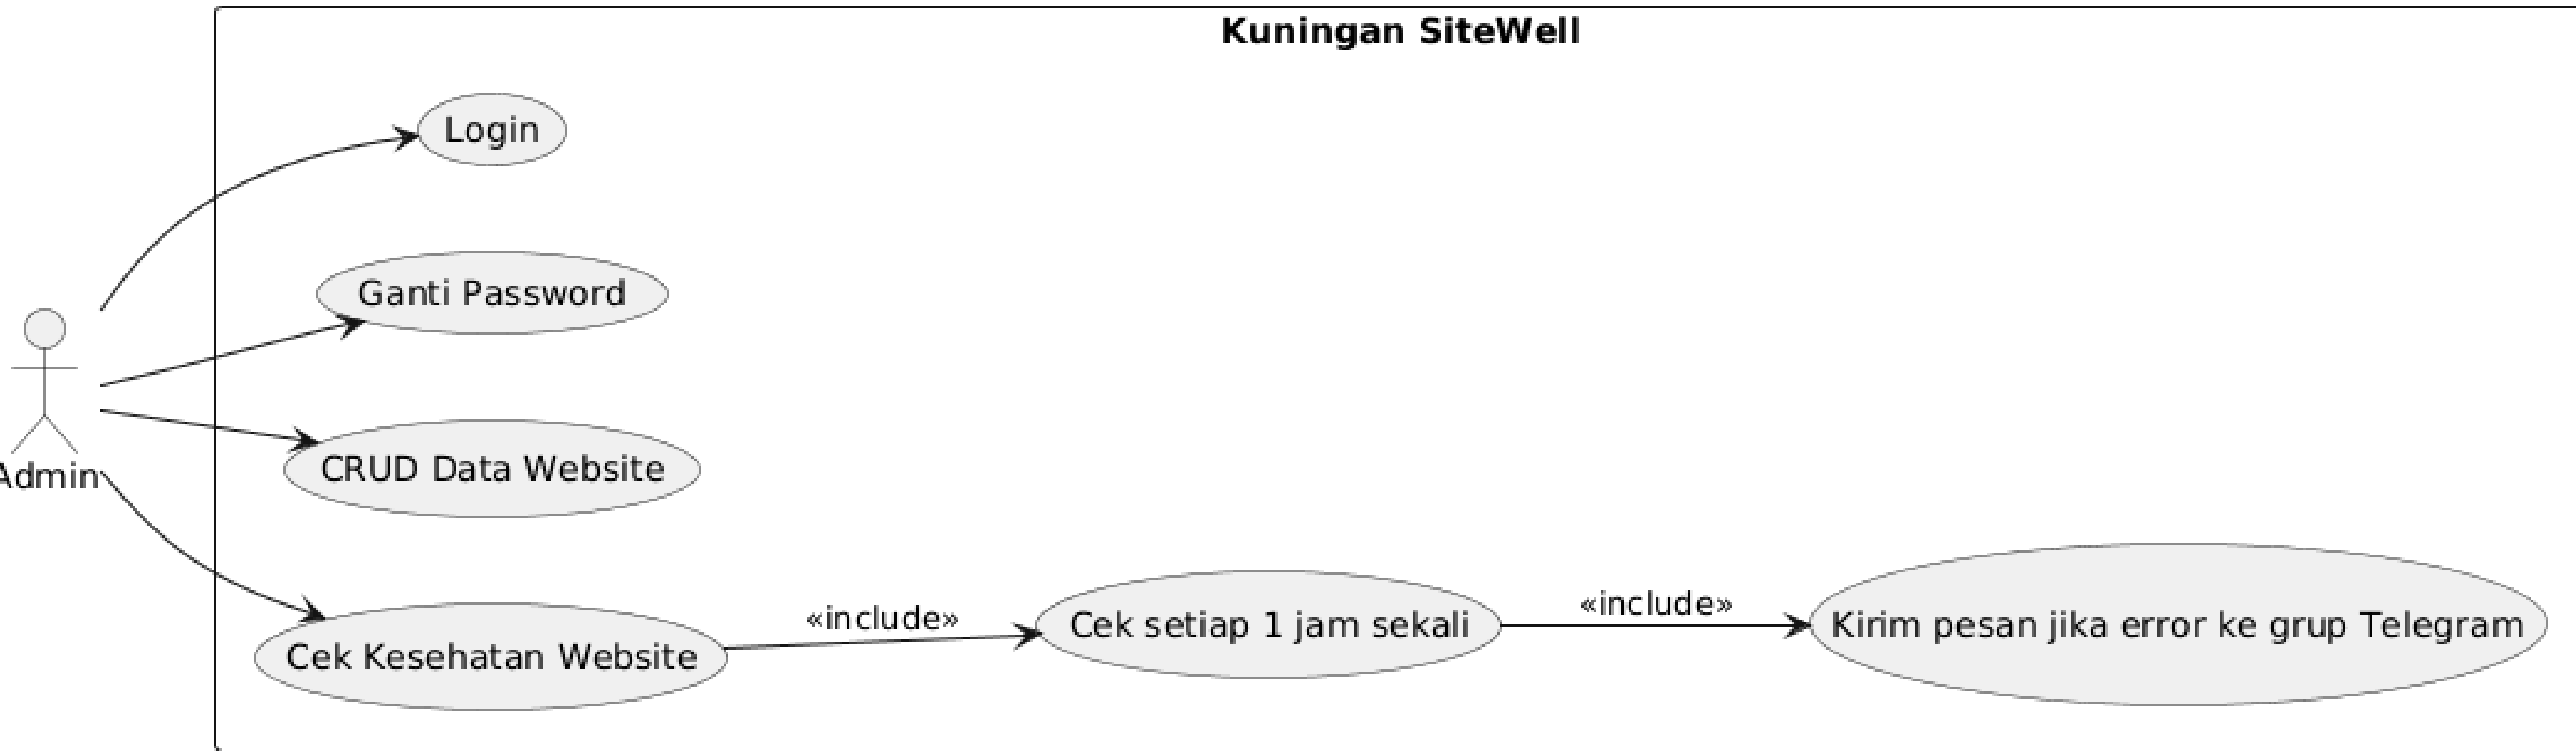 Kuningan SiteWell
Login
Ganti Password
CRUD Data Website
Admin
«include»
«include»
Cek setiap 1 jam sekali
Kirim pesan jika error ke grup Telegram
Cek Kesehatan Website